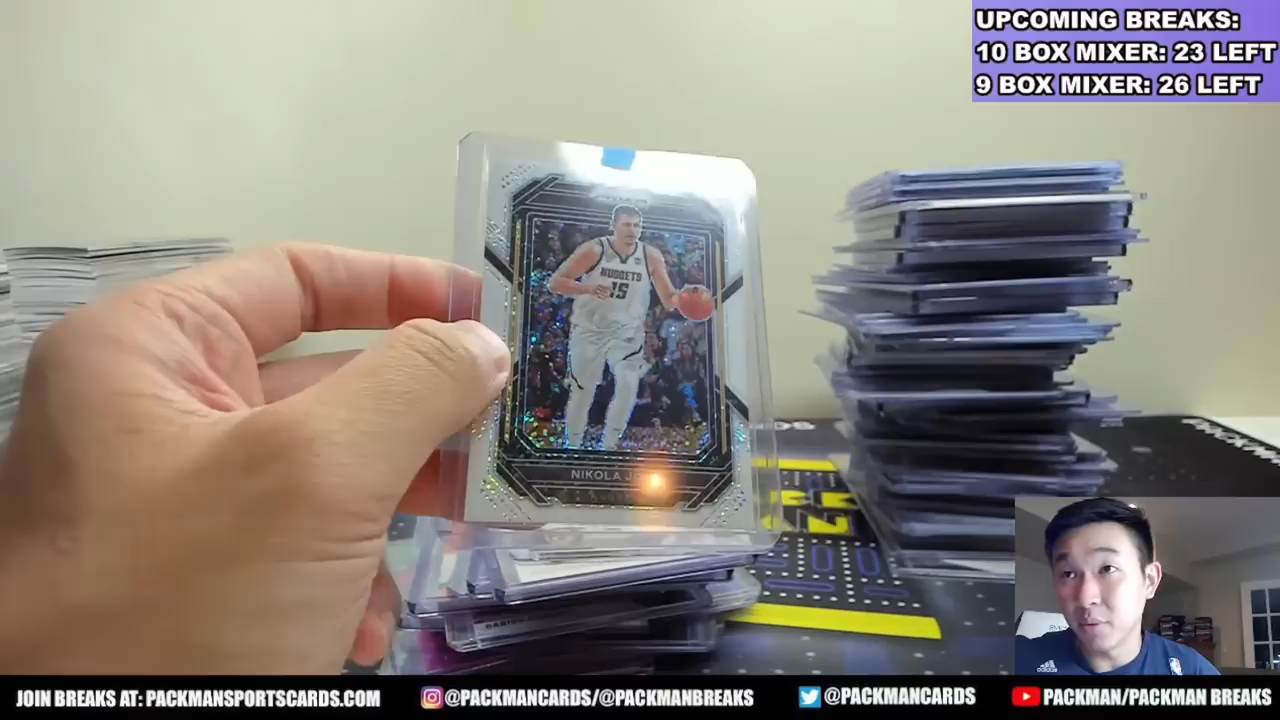 UPCOMING BREAKS:
10 BOX MIXER: 23 LEFT
9 BOX MIXER: 26 LEFT
NUGGETS
15
NIKOLA
JOIN BREAKS AT: PACKMANSPORTSCARDS.COM
@PACKMANCARDS/@PACKMANBREAKS
@PACKMANCARDS
PACKMAN/PACKMAN BREAKS